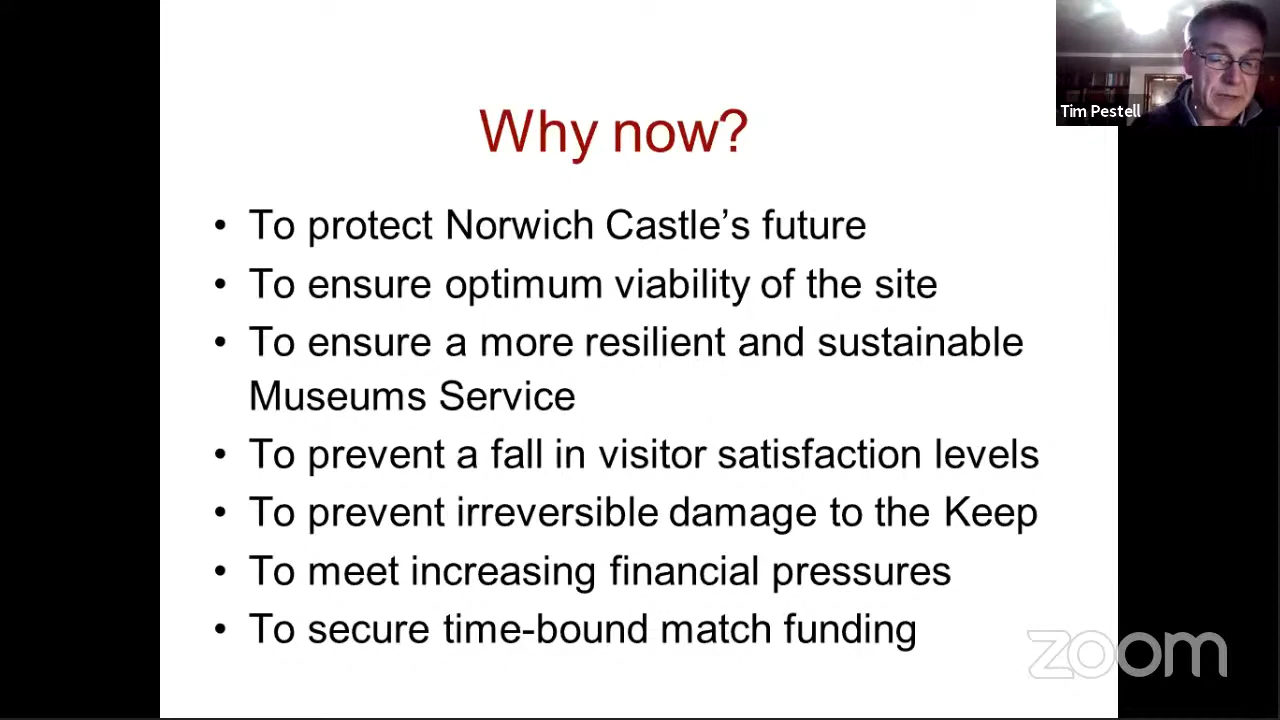 Why now?
Tim Pestell
• To protect Norwich Castle’s future
• To ensure optimum viability of the site
• To ensure a more resilient and sustainable
Museums Service
• To prevent a fall in visitor satisfaction levels
• To prevent irreversible damage to the Keep
• To meet increasing financial pressures
• To secure time-bound match funding
zoom